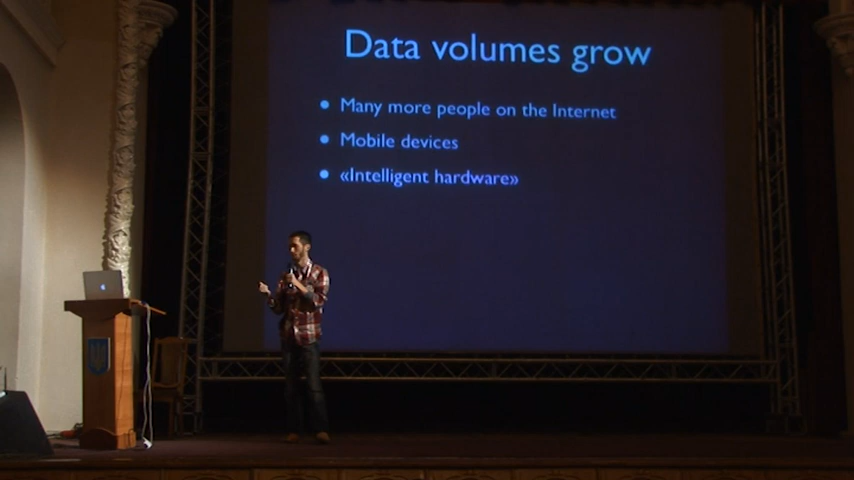 Data volumes grow
• Many more people on the Internet
• Mobile devices
• «Intelligent hardware»